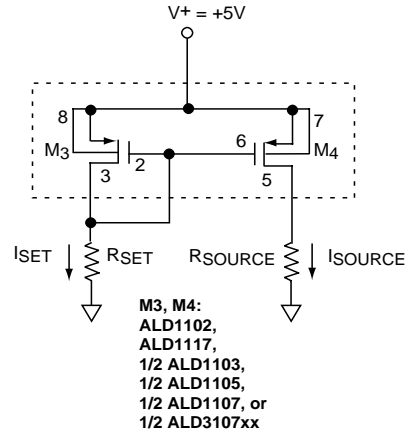 V+ = +5V
8
7
M3
2
6
M4
3
5
ISET
RSET
RSOURCE
ISOURCE
M3, M4:
ALD1102,
ALD1117,
1/2 ALD1103,
1/2 ALD1105,
1/2 ALD1107, or
1/2 ALD3107xx